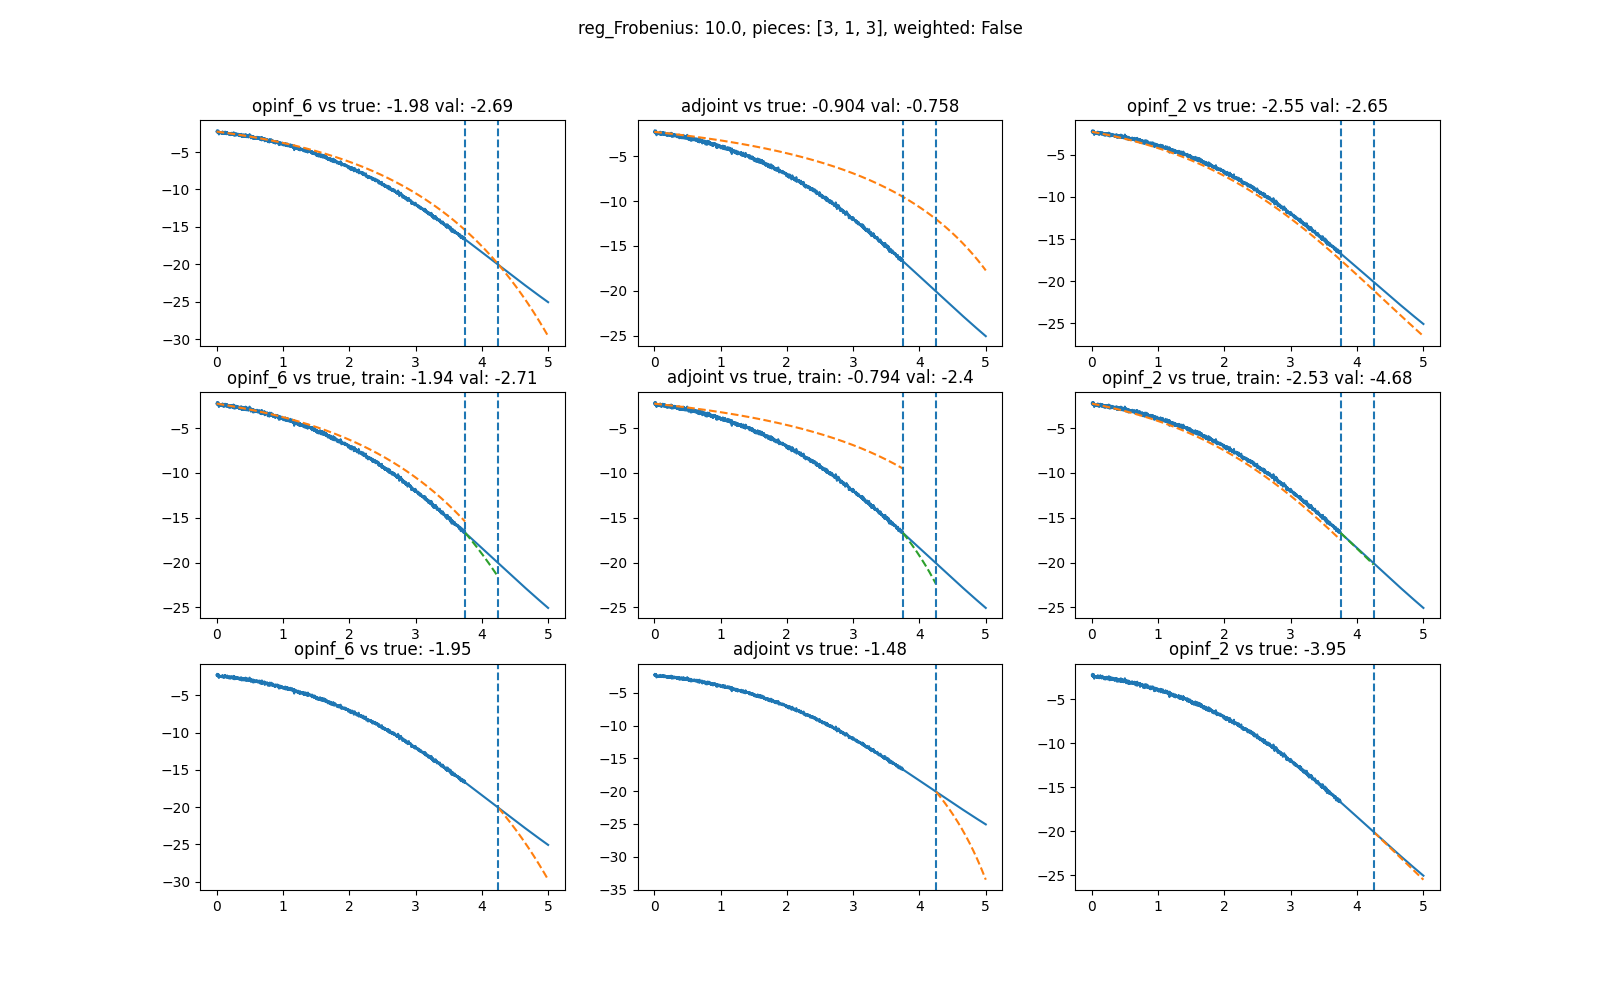 reg_Frobenius: 10.0, pieces: [3, 1, 3], weighted: False
opinf_6 vs true: -1.98 val: -2.69
−5
−10
−15
−20
−25
−30
0 1 2 3 4 5
adjoint vs true: -0.904 val: -0.758
−5
−10
−15
−20
−25
0 1 2 3 4 5
opinf_2 vs true: -2.55 val: -2.65
−5
−10
−15
−20
−25
0 1 2 3 4 5
opinf_6 vs true, train: -1.94 val: -2.71
−5
−10
−15
−20
−25
0 1 2 3 4 5
adjoint vs true, train: -0.794 val: -2.4
−5
−10
−15
−20
−25
0 1 2 3 4 5
opinf_2 vs true, train: -2.53 val: -4.68
−5
−10
−15
−20
−25
0 1 2 3 4 5
opinf_6 vs true: -1.95
−5
−10
−15
−20
−25
−30
0 1 2 3 4 5
adjoint vs true: -1.48
−5
−10
−15
−20
−25
−30
−35
0 1 2 3 4 5
opinf_2 vs true: -3.95
−5
−10
−15
−20
−25
0 1 2 3 4 5